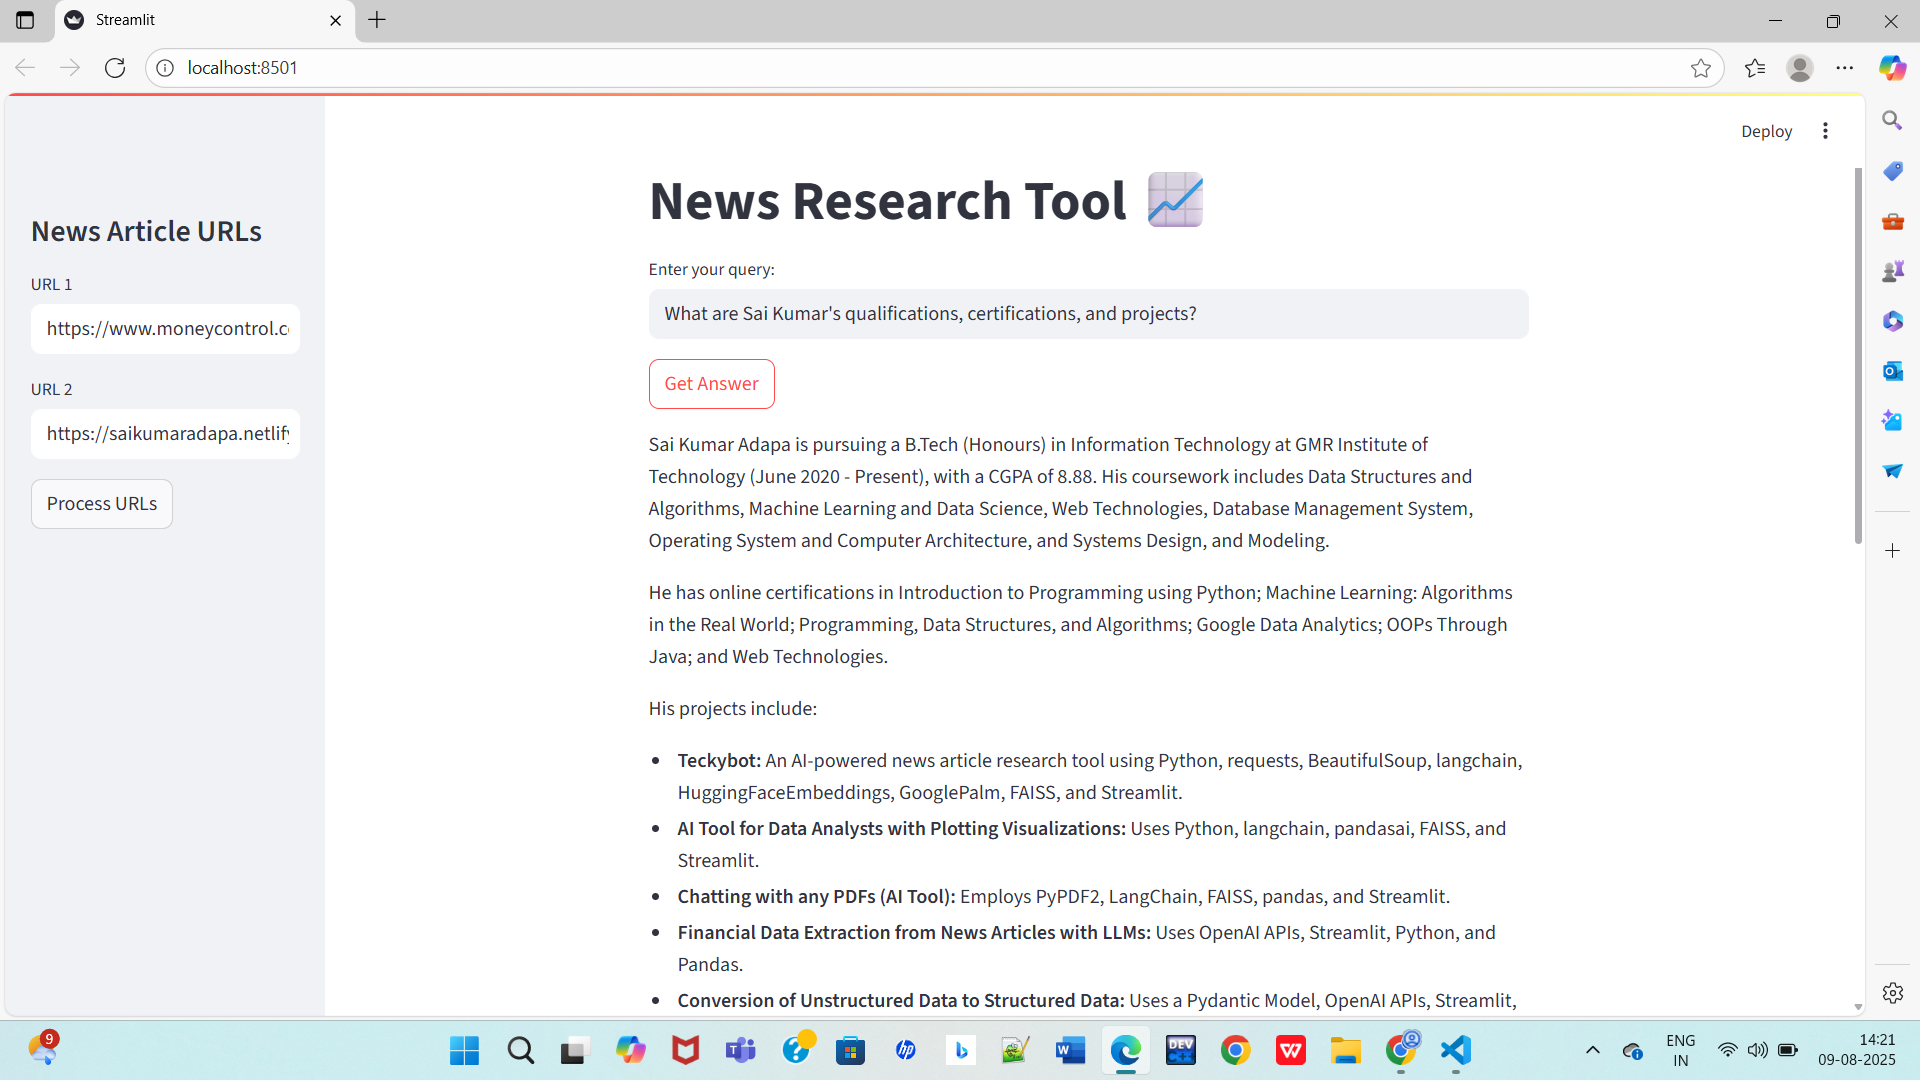 Streamlit
localhost:8501
Deploy
News Article URLs
URL 1
https://www.moneycontrol.c
URL 2
https://saikumaradapa.netlify
Process URLs
News Research Tool
Enter your query:
What are Sai Kumar's qualifications, certifications, and projects?
Get Answer
Sai Kumar Adapa is pursuing a B.Tech (Honours) in Information Technology at GMR Institute of
Technology (June 2020 - Present), with a CGPA of 8.88. His coursework includes Data Structures and
Algorithms, Machine Learning and Data Science, Web Technologies, Database Management System,
Operating System and Computer Architecture, and Systems Design, and Modeling.
He has online certifications in Introduction to Programming using Python; Machine Learning: Algorithms
in the Real World; Programming, Data Structures, and Algorithms; Google Data Analytics; OOPs Through
Java; and Web Technologies.
His projects include:
• Teckybot: An AI-powered news article research tool using Python, requests, BeautifulSoup, langchain,
HuggingFaceEmbeddings, GooglePalm, FAISS, and Streamlit.
• AI Tool for Data Analysts with Plotting Visualizations: Uses Python, langchain, pandasai, FAISS, and
Streamlit.
• Chatting with any PDFs (AI Tool): Employs PyPDF2, LangChain, FAISS, pandas, and Streamlit.
• Financial Data Extraction from News Articles with LLMs: Uses OpenAI APIs, Streamlit, Python, and
Pandas.
• Conversion of Unstructured Data to Structured Data: Uses a Pydantic Model, OpenAI APIs, Streamlit,
9
hp
b
W
DEV
C++
W
ENG
IN
14:21
09-08-2025